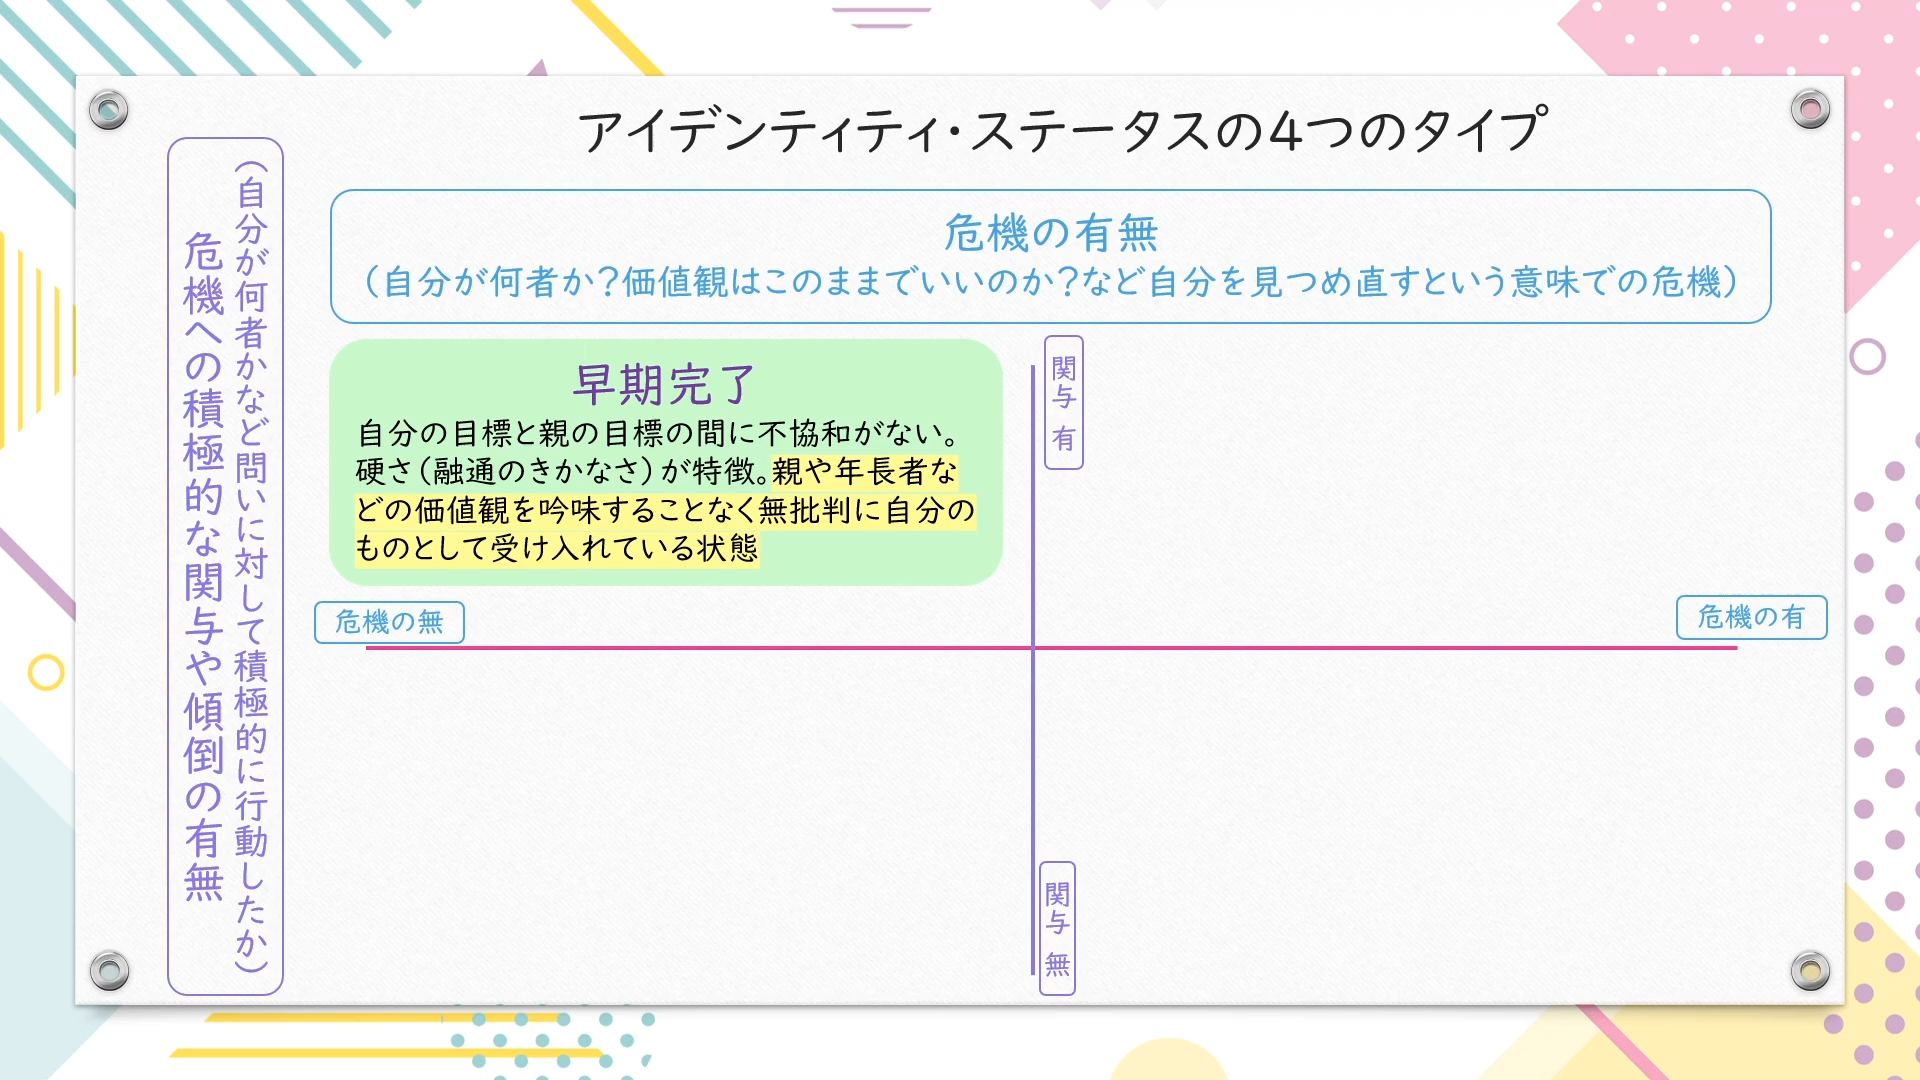 アイデンティティ・ステータスの4つのタイプ
危機の有無
（自分が何者か？価値観はこのままでいいのか？など自分を見つめ直すという意味での危機）
（自分が何者かなど問いに対して積極的に行動したか）
危機への積極的な関与や傾倒の有無
早期完了
自分の目標と親の目標の間に不協和がない。
硬さ（融通のきかなさ）が特徴。親や年長者な
どの価値観を吟味することなく無批判に自分の
ものとして受け入れている状態
関与 有
危機の無
危機の有
関与 無